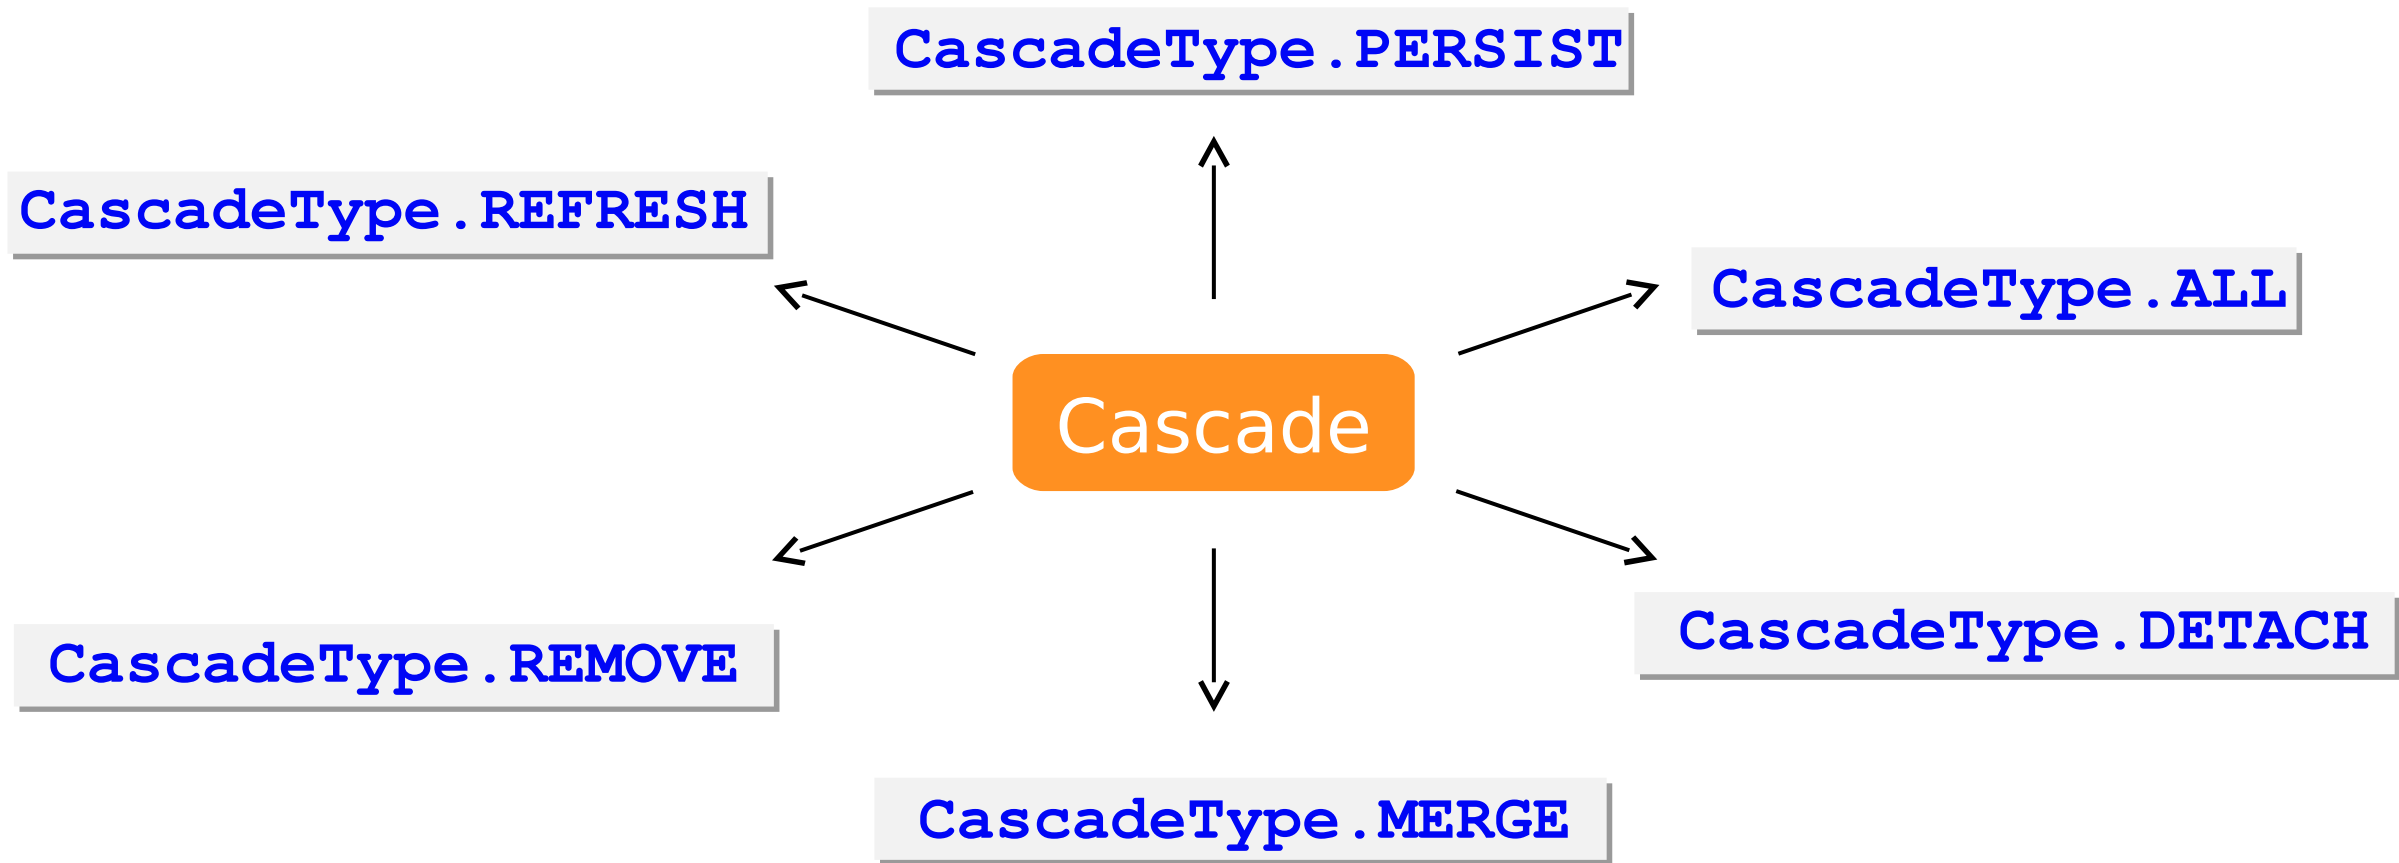 CascadeType.PERSIST
CascadeType.REFRESH
CascadeType.ALL
Cascade
CascadeType.REMOVE
CascadeType.DETACH
CascadeType.MERGE